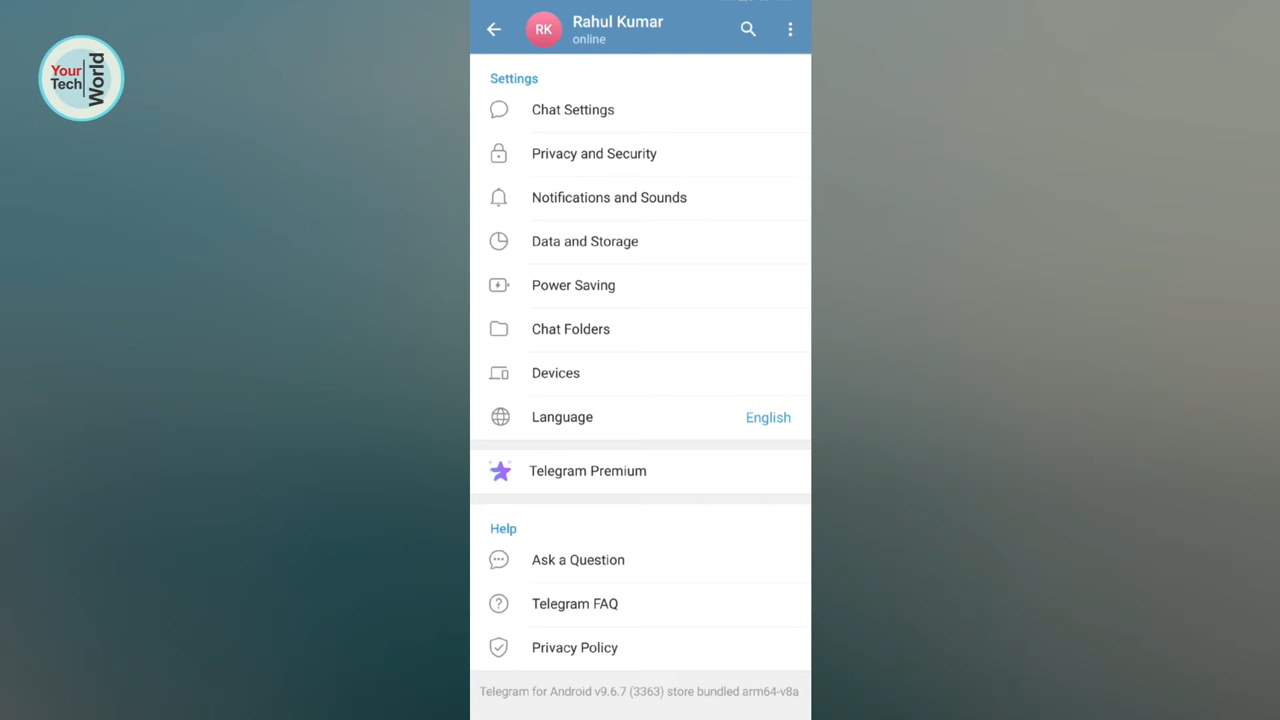 Your
Tech
World
RK
Rahul Kumar
online
Settings
Chat Settings
Privacy and Security
Notifications and Sounds
Data and Storage
Power Saving
Chat Folders
Devices
Language English
Telegram Premium
Help
Ask a Question
Telegram FAQ
Privacy Policy
Telegram for Android v9.6.7 (3363) store bundled arm64-v8a